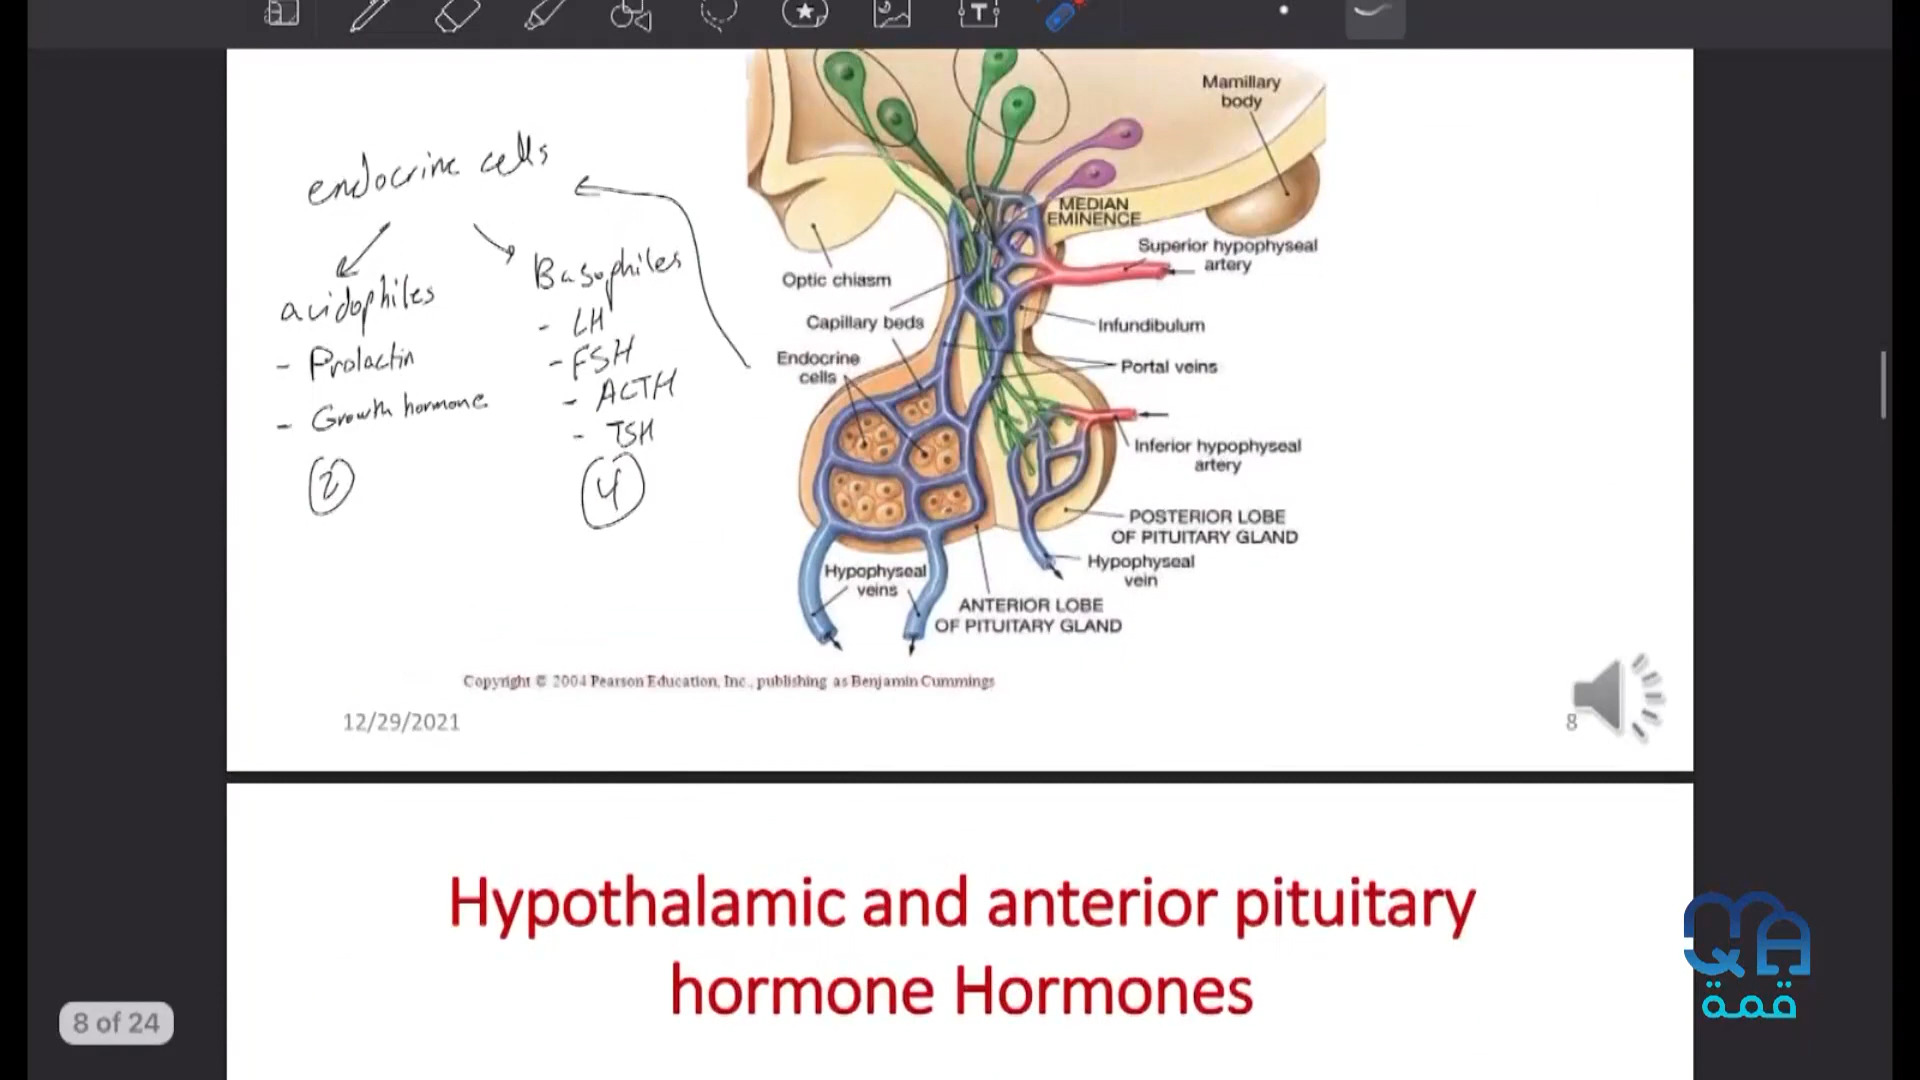 Mamillary
body
endocrine cells
MEDIAN
EMINENCE
Superior hypophyseal
artery
acidophiles
Basophiles
Optic chiasm
- LH
Capillary beds
Infundibulum
- Prolactin
- FSH
Endocrine
cells
Portal veins
- Growth hormone
- ACTH
- TSH
Inferior hypophyseal
artery
2
4
POSTERIOR LOBE
OF PITUITARY GLAND
Hypophyseal
vein
Hypophyseal
veins
ANTERIOR LOBE
OF PITUITARY GLAND
Copyright © 2004 Pearson Education, Inc., publishing as Benjamin Cummings
12/29/2021
8
Hypothalamic and anterior pituitary
hormone Hormones
8 of 24
قمة